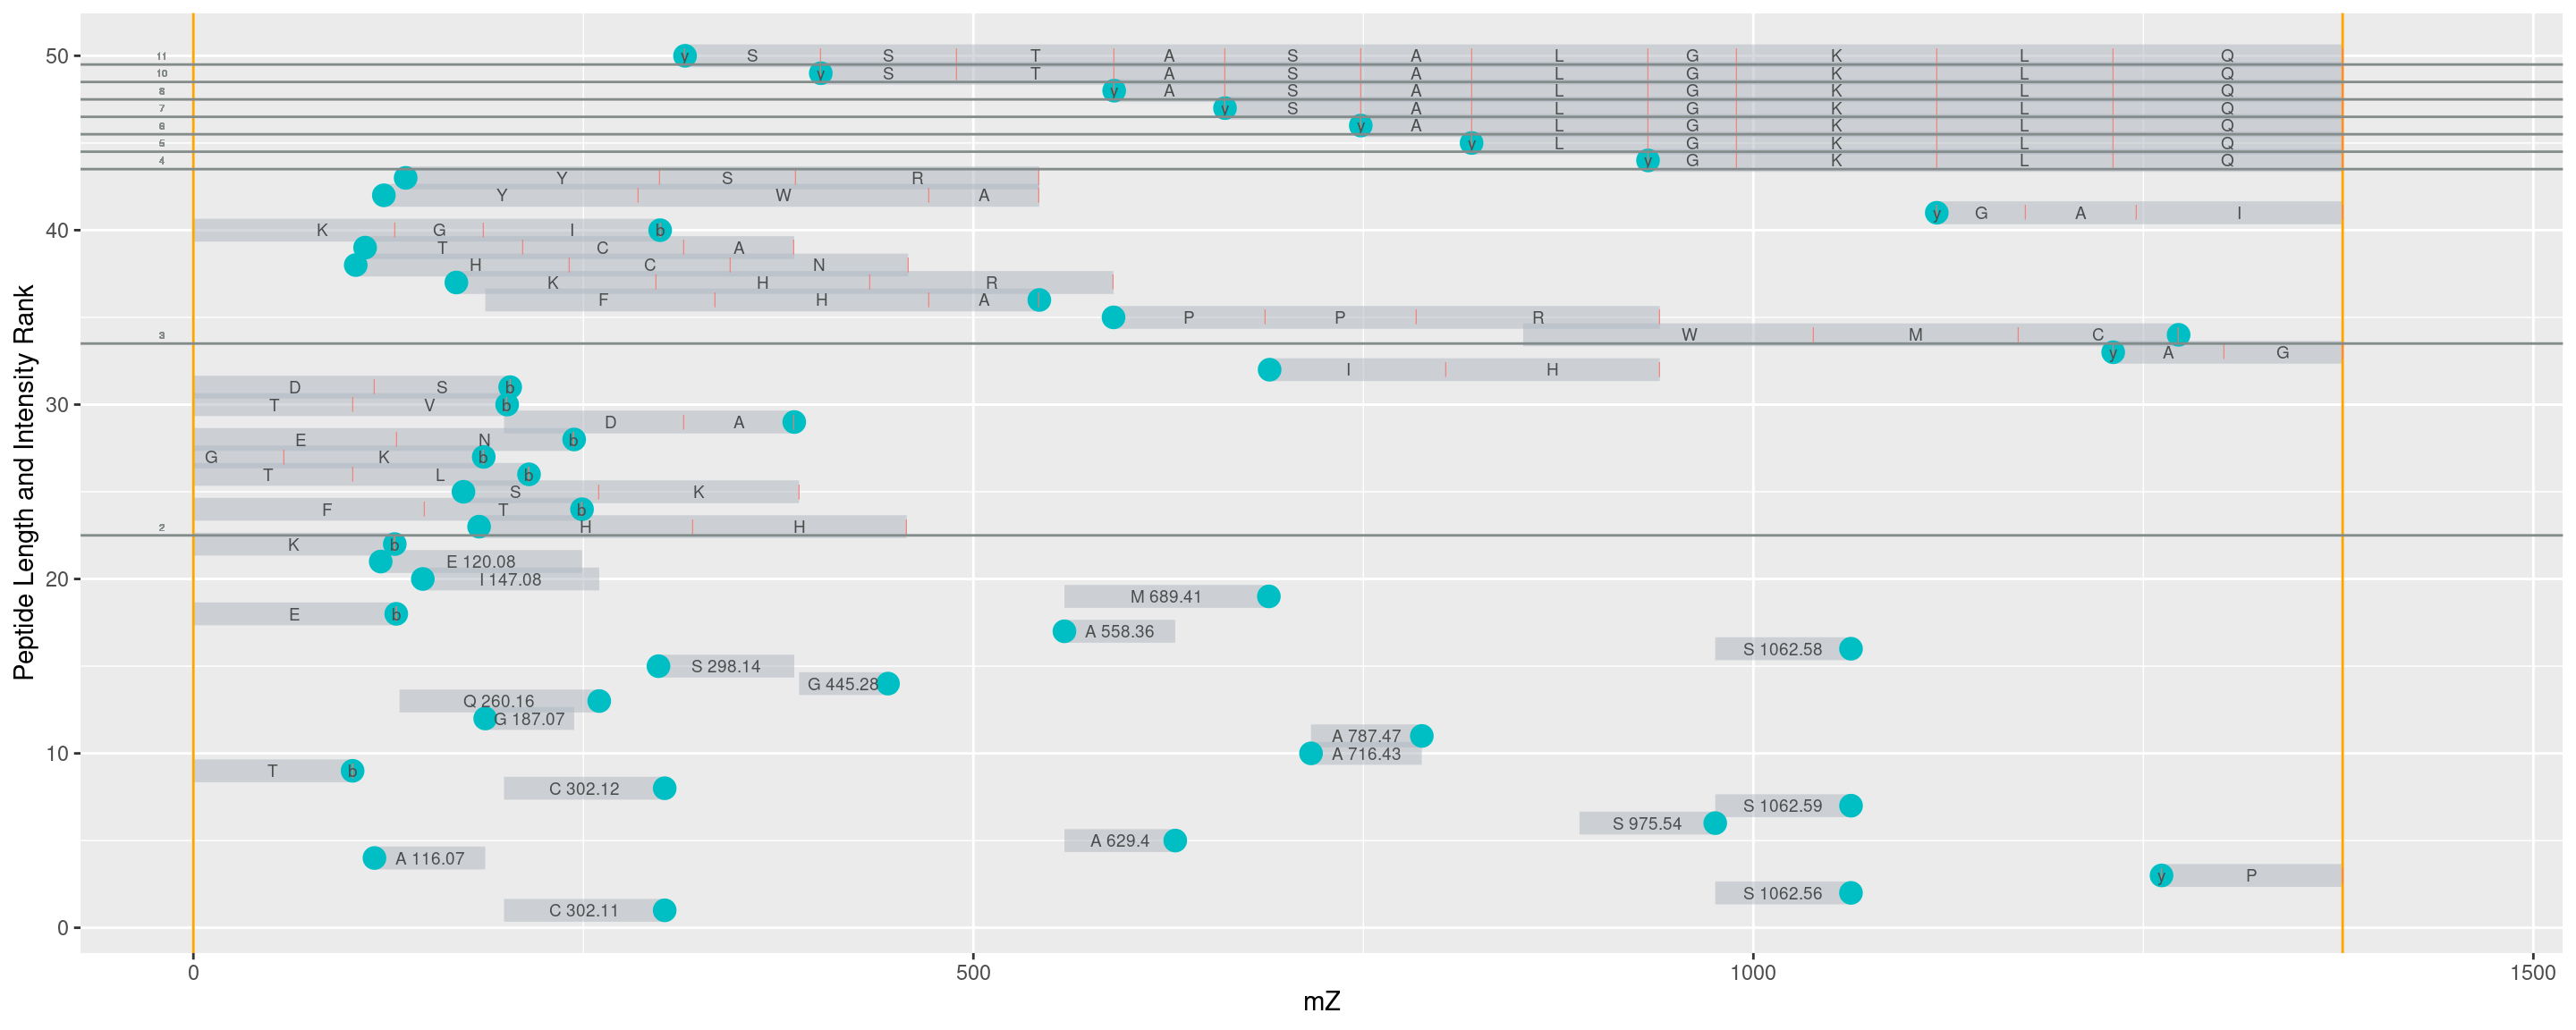 50 11 y S S T A S A L G K L Q
10 y S T A S A L G K L Q
8 y A S A L G K L Q
7 y S A L G K L Q
6 y A L G K L Q
5 y L G K L Q
4 y G K L Q
Y S R
Y W A
y G A I
40 K G I b
T C A
H C N
K H R
F H A
P P R
3 W M C
y A G
I H
D S b
30 T V b
D A
E N b
G K b
T L b
S K
F T b
2 H H
K b
E 120.08
20 I 147.08
M 689.41
E b
A 558.36
S 1062.58
S 298.14
G 445.28
Q 260.16
G 187.07
A 787.47
10 A 716.43
T b
C 302.12
S 1062.59
S 975.54
A 629.4
A 116.07
y P
S 1062.56
C 302.11
0
0 500 1000 1500
mZ
Peptide Length and Intensity Rank